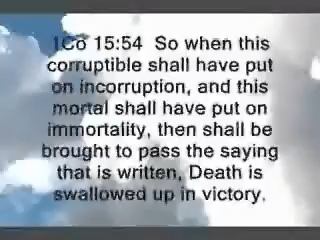 1Co 15:54 So when this
corruptible shall have put
on incorruption, and this
mortal shall have put on
immortality, then shall be
brought to pass the saying
that is written, Death is
swallowed up in victory.